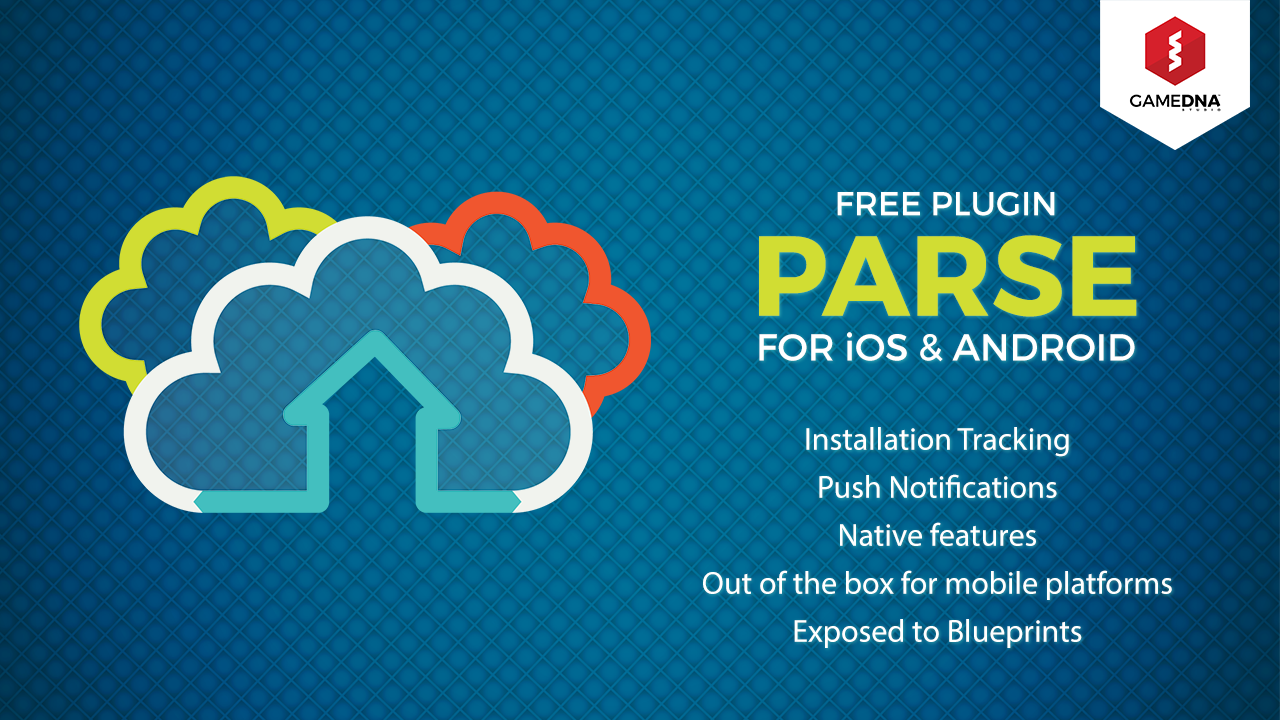 GAMEDNA
STUDIO
FREE PLUGIN
PARSE
FOR iOS & ANDROID
Installation Tracking
Push Notifications
Native features
Out of the box for mobile platforms
Exposed to Blueprints